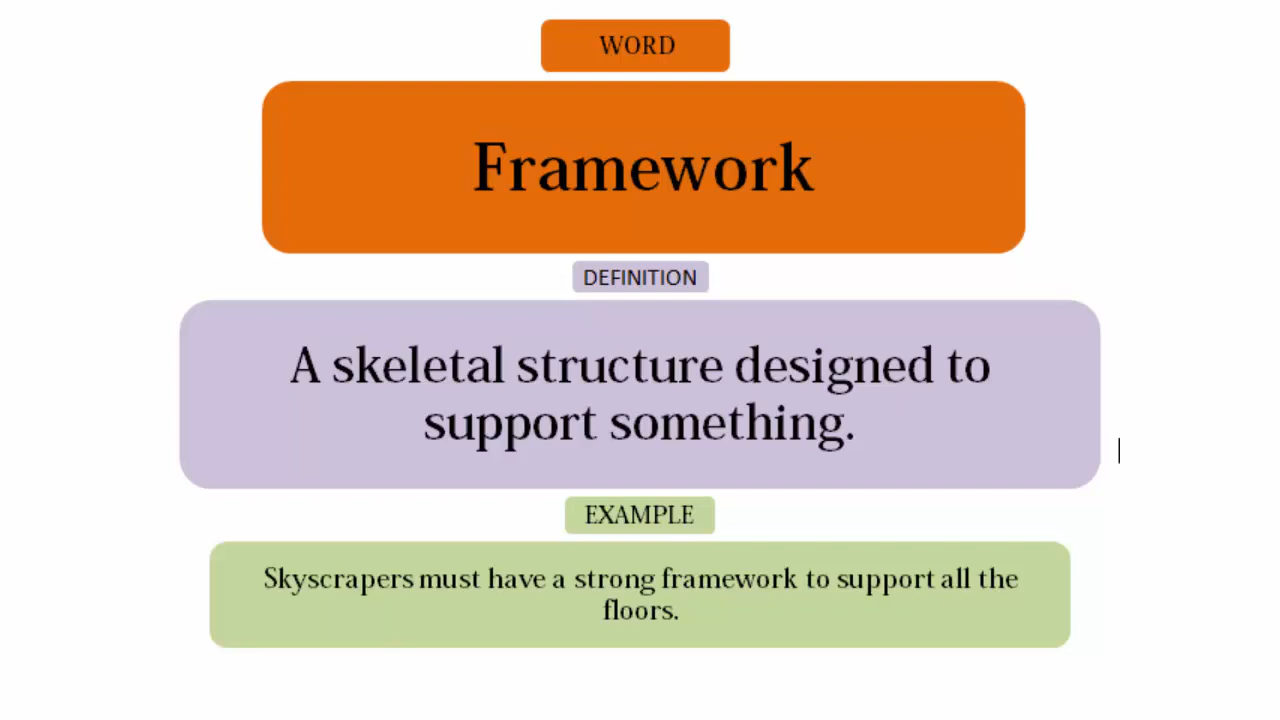 WORD
Framework
DEFINITION
A skeletal structure designed to
support something.
EXAMPLE
Skyscrapers must have a strong framework to support all the
floors.